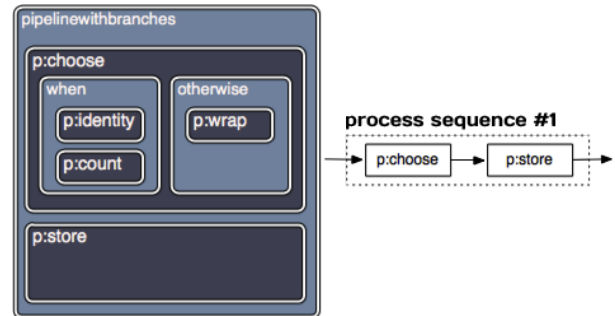 pipelinewithbranches
p:choose
when
otherwise
p:identity
p:wrap
p:count
p:store
process sequence #1
p:choose
p:store